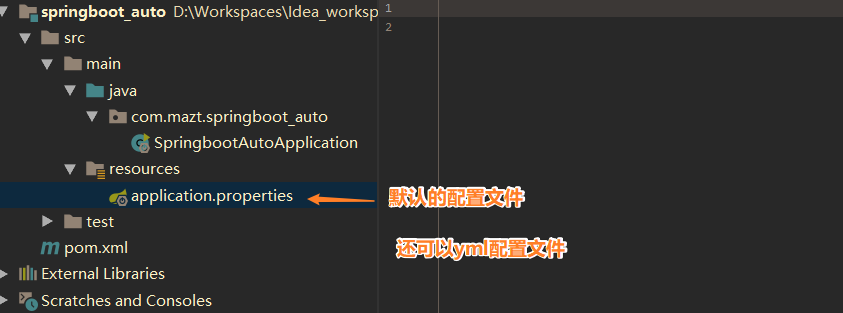 springboot_auto D:\Workspaces\Idea_worksp
src
main
java
com.mazt.springboot_auto
SpringbootAutoApplication
resources
application.properties
test
pom.xml
External Libraries
Scratches and Consoles
1
2
默认的配置文件
还可以yml配置文件